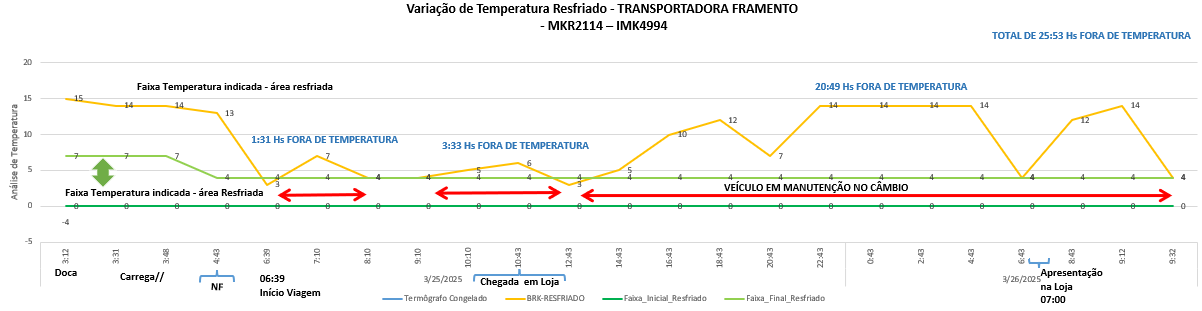 Variação de Temperatura Resfriado - TRANSPORTADORA FRAMENTO
- MKR2114 – IMK4994
TOTAL DE 25:53 Hs FORA DE TEMPERATURA
Análise de Temperatura
20
15
10
5
0
-5
Faixa Temperatura indicada - área resfriada
20:49 Hs FORA DE TEMPERATURA
1:31 Hs FORA DE TEMPERATURA
3:33 Hs FORA DE TEMPERATURA
Faixa Temperatura indicada - área Resfriada
VEÍCULO EM MANUTENÇÃO NO CÂMBIO
15 14 14 13 3 7 4 4 5 6 3 5 10 12 7 14 14 14 14 4 12 14 4
7 7 7 4 4 4 4 4 4 4 4 4 4 4 4 4 4 4 4 4 4 4 4
0 0 0 0 0 0 0 0 0 0 0 0 0 0 0 0 0 0 0 0 0 0 0
-4
3:12 3:31 3:48 4:43 6:39 7:10 8:10 9:10 10:10 10:43 12:43 14:43 16:43 18:43 20:43 22:43 0:43 2:43 4:43 6:43 8:43 9:12 9:32
Doca
Carrega//
NF
06:39
Início Viagem
3/25/2025
Chegada em Loja
3/26/2025
Apresentação
na Loja
07:00
Termógrafo Congelado BRK-RESFRIADO Faixa_Inicial_Resfriado Faixa_Final_Resfriado